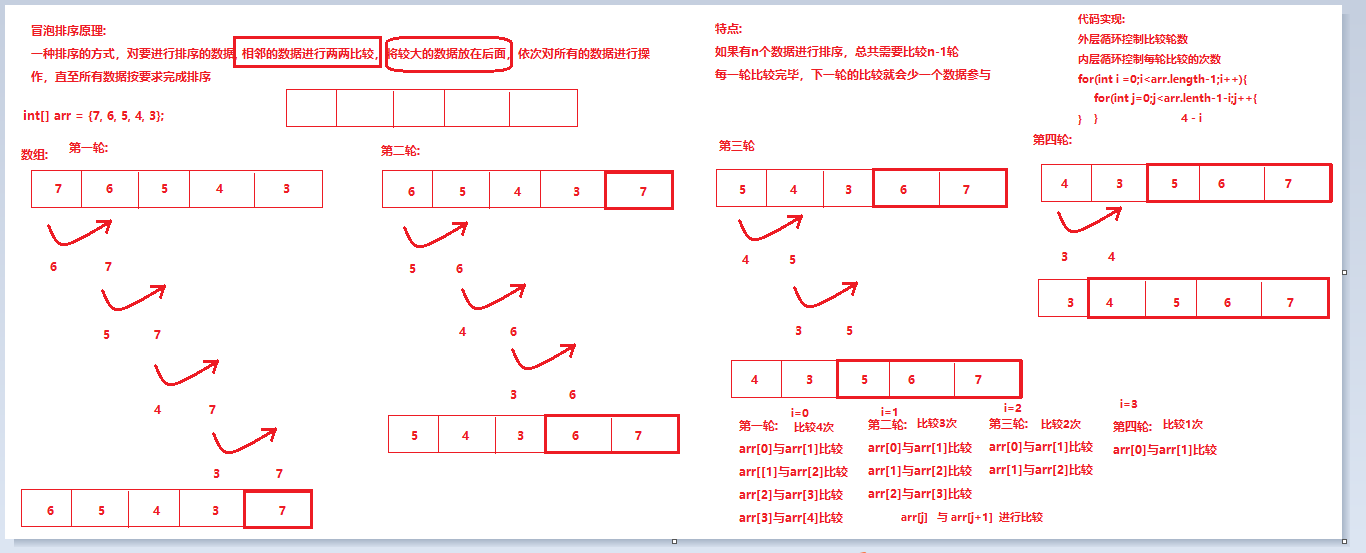 冒泡排序原理:
一种排序的方式，对要进行排序的数据，相邻的数据进行两两比较，将较大的数据放在后面，依次对所有的数据进行操
作，直至所有数据按要求完成排序
int[] arr = {7, 6, 5, 4, 3};
数组:
第一轮:
7 6 5 4 3
6 7
5 7
4 7
3 7
6 5 4 3 7
第二轮:
6 5 4 3 7
5 6
4 6
3 6
5 4 3 6 7
特点:
如果有n个数据进行排序，总共需要比较n-1轮
每一轮比较完毕，下一轮的比较就会少一个数据参与
第三轮
5 4 3 6 7
4 5
3 5
4 3 5 6 7
代码实现:
外层循环控制比较轮数
内层循环控制每轮比较的次数
for(int i =0;i<arr.length-1;i++){
for(int j=0;j<arr.lenth-1-i;j++{
} } 4 - i
第四轮:
4 3 5 6 7
3 4
3 4 5 6 7
i=0
第一轮: 比较4次
arr[0]与arr[1]比较
arr[[1]与arr[2]比较
arr[2]与arr[3]比较
arr[3]与arr[4]比较
i=1
第二轮: 比较3次
arr[0]与arr[1]比较
arr[1]与arr[2]比较
arr[2]与arr[3]比较
i=2
第三轮: 比较2次
arr[0]与arr[1]比较
arr[1]与arr[2]比较
i=3
第四轮: 比较1次
arr[0]与arr[1]比较
arr[j] 与 arr[j+1] 进行比较